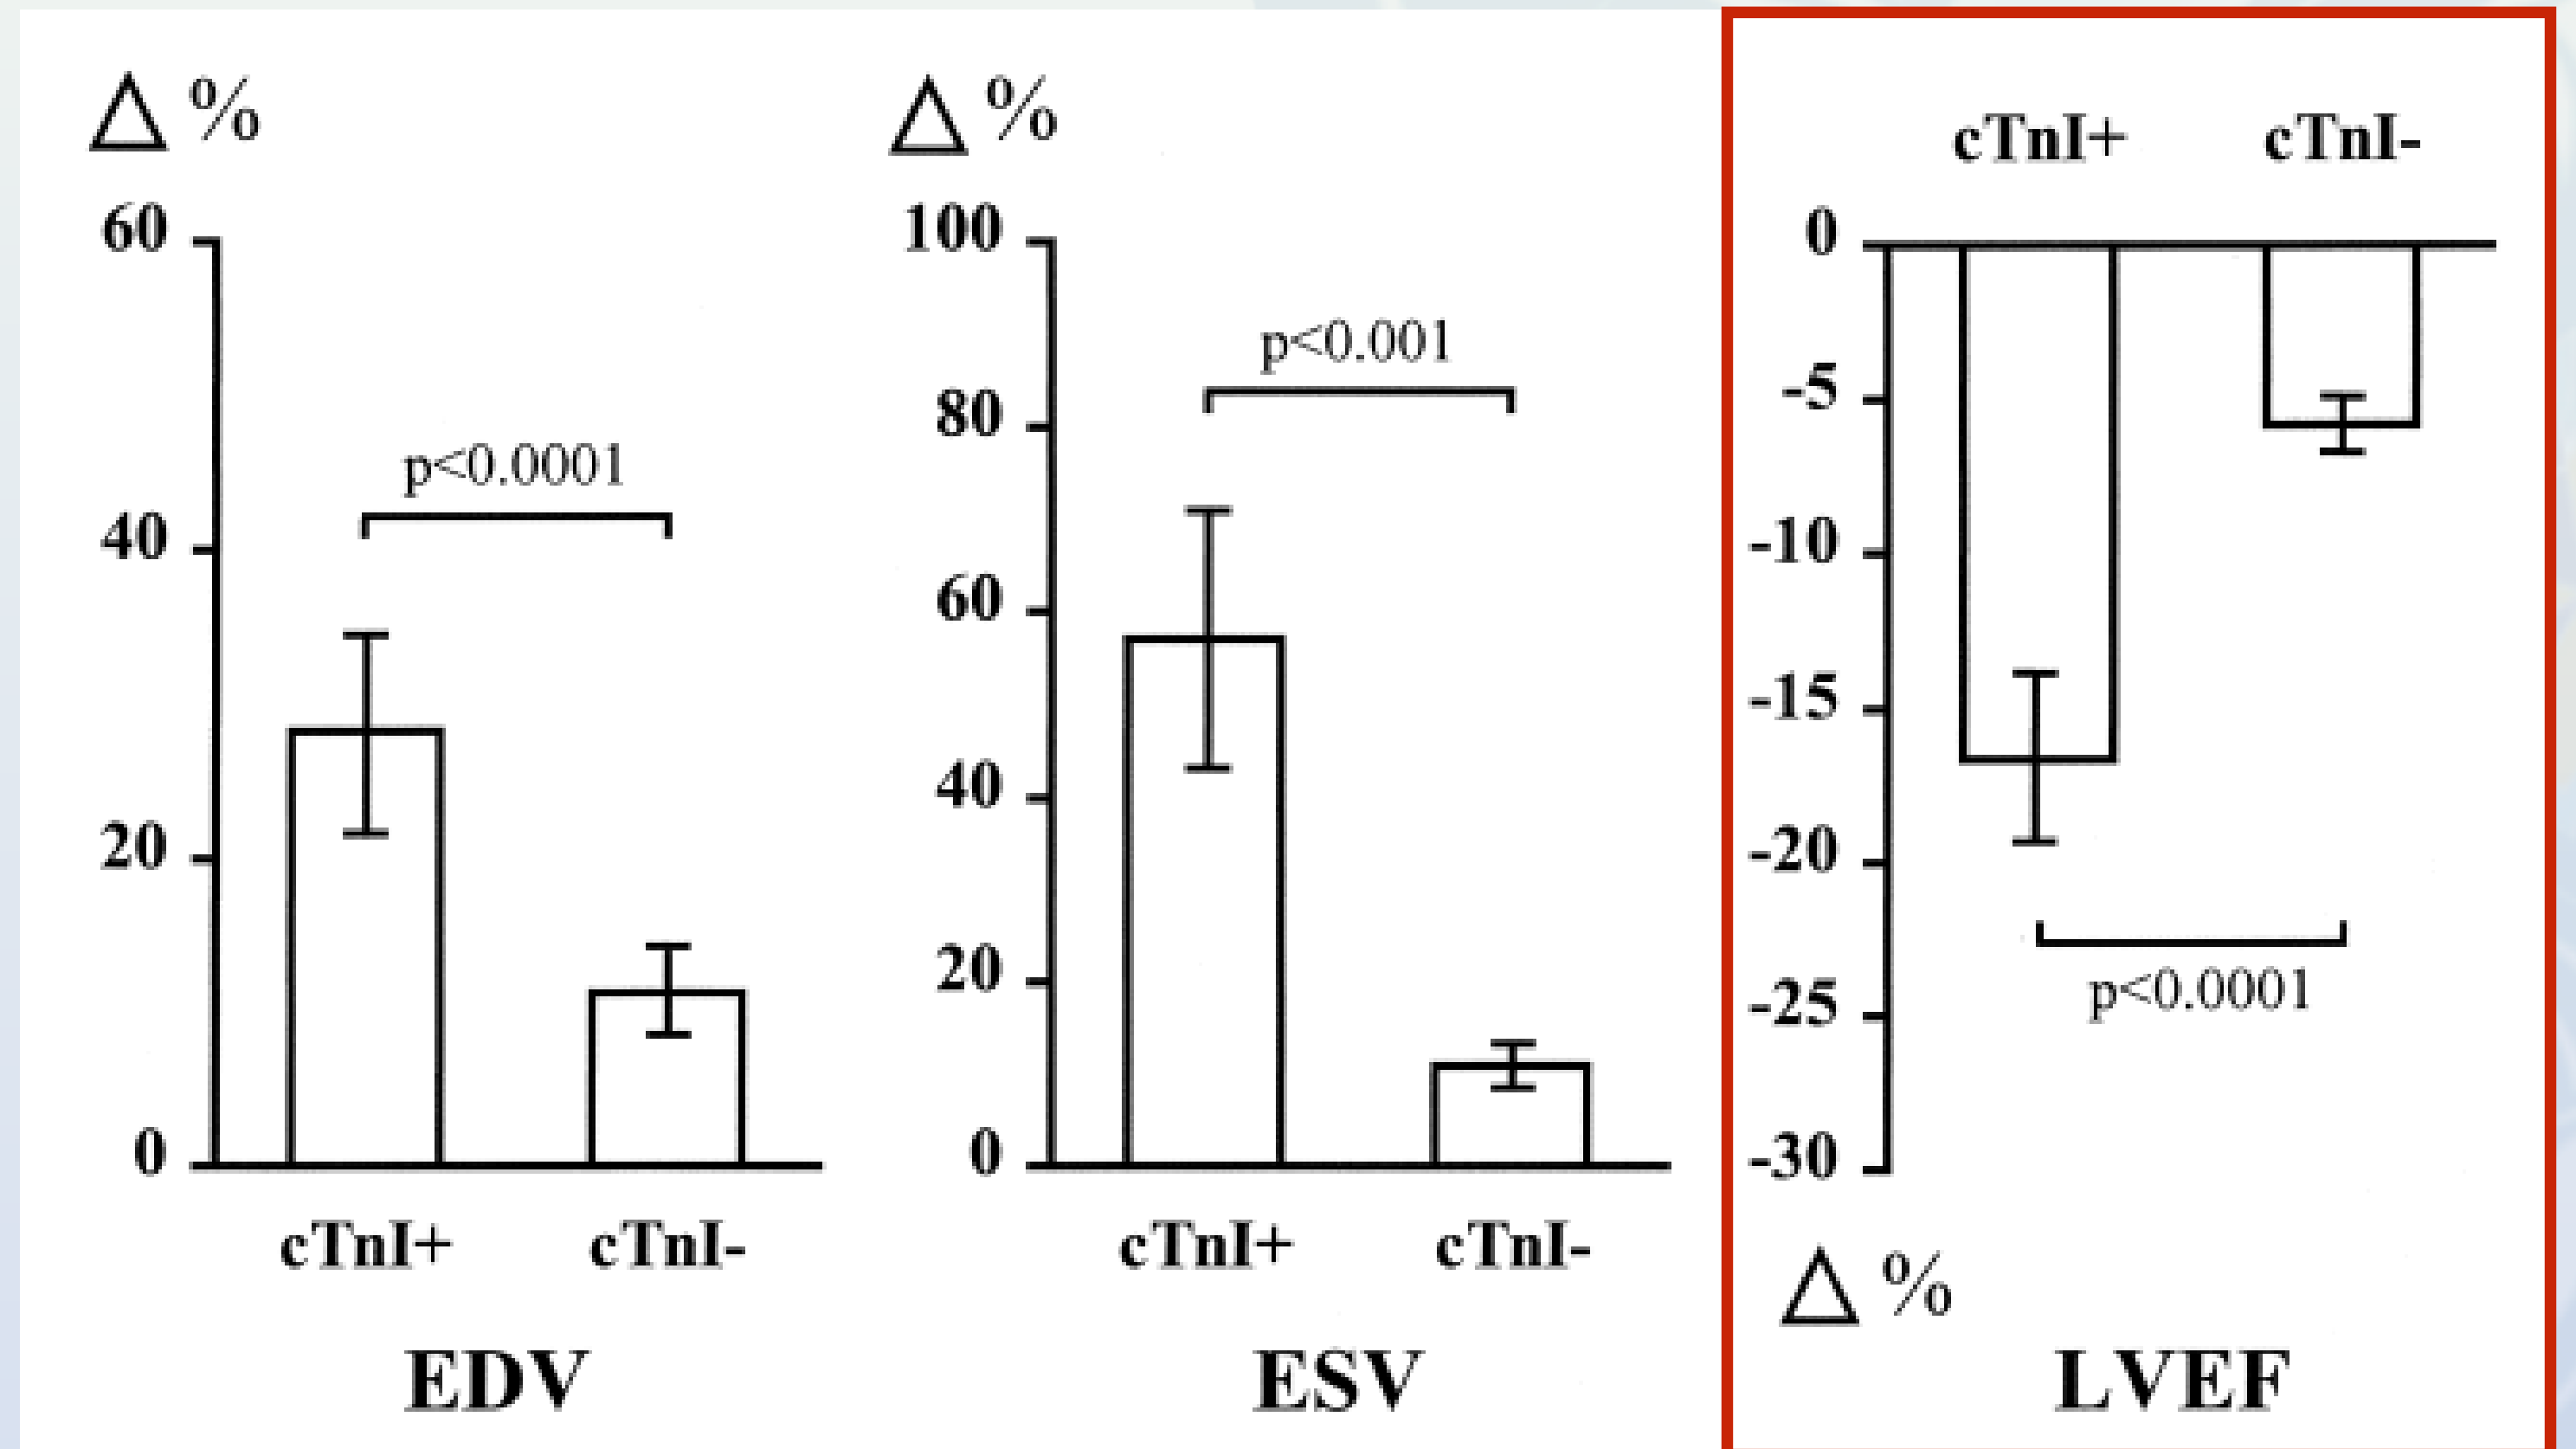 △ %
60
40
20
0
p<0.0001
cTnI+ cTnI-
EDV
△ %
100
80
60
40
20
0
p<0.001
cTnI+ cTnI-
ESV
cTnI+ cTnI-
0
-5
-10
-15
-20
-25
-30
p<0.0001
△ %
LVEF